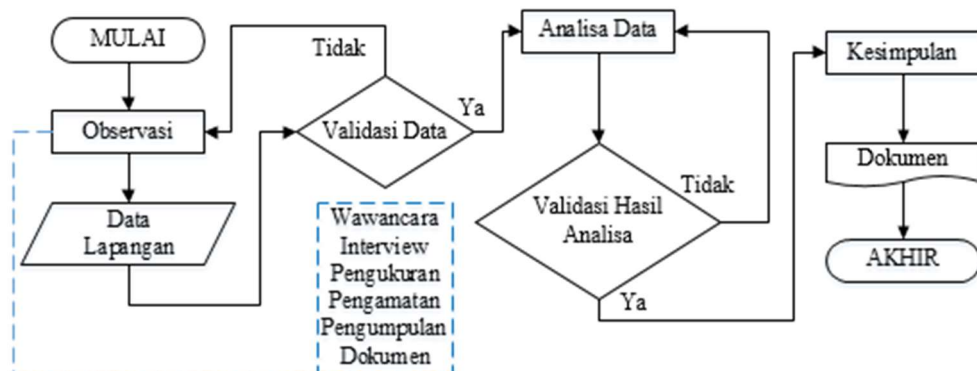 MULAI
Observasi
Data
Lapangan
Tidak
Validasi Data
Ya
Wawancara
Interview
Pengukuran
Pengamatan
Pengumpulan
Dokumen
Analisa Data
Validasi Hasil
Analisa
Tidak
Ya
Kesimpulan
Dokumen
AKHIR